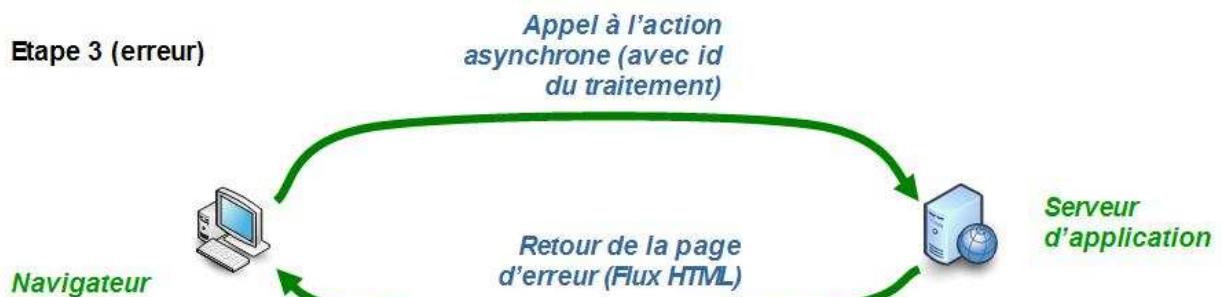 Etape 3 (erreur)
Appel à l'action
asynchrone (avec id
du traitement)
Serveur
d'application
Retour de la page
d'erreur (Flux HTML)
Navigateur